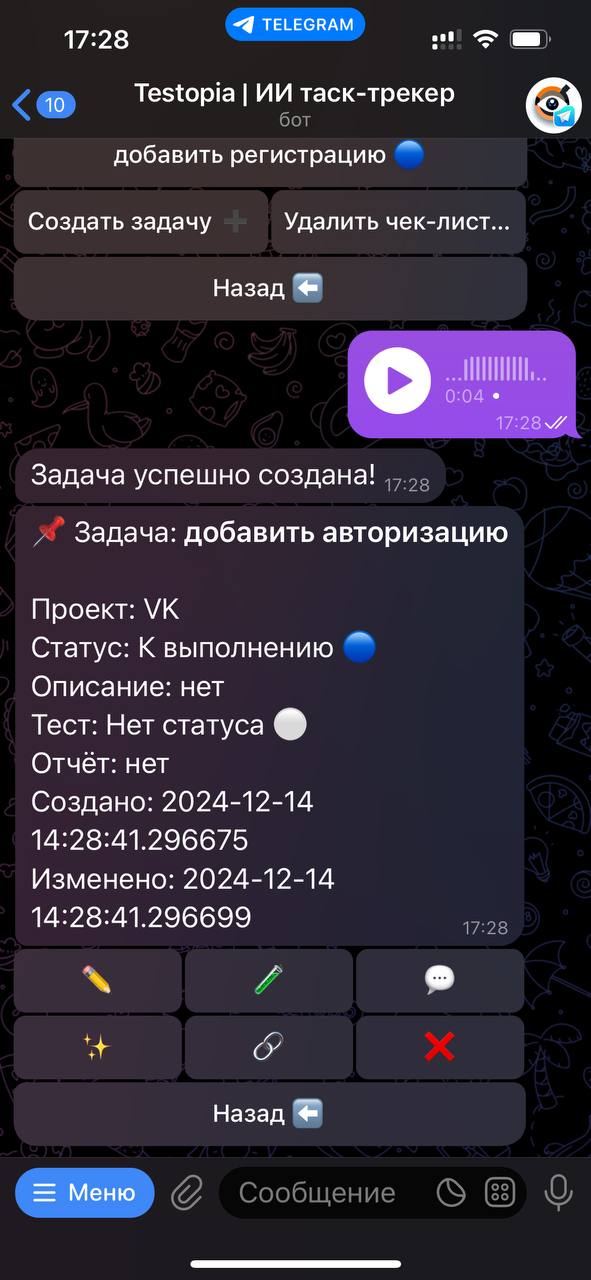 17:28
TELEGRAM
10
Testopia | ИИ таск-трекер
бот
добавить регистрацию
Создать задачу
Удалить чек-лист...
Назад
0:04
17:28
Задача успешно создана! 17:28
Задача: добавить авторизацию
Проект: VK
Статус: К выполнению
Описание: нет
Тест: Нет статуса
Отчёт: нет
Создано: 2024-12-14
14:28:41.296675
Изменено: 2024-12-14
14:28:41.296699
17:28
Назад
Меню
Сообщение